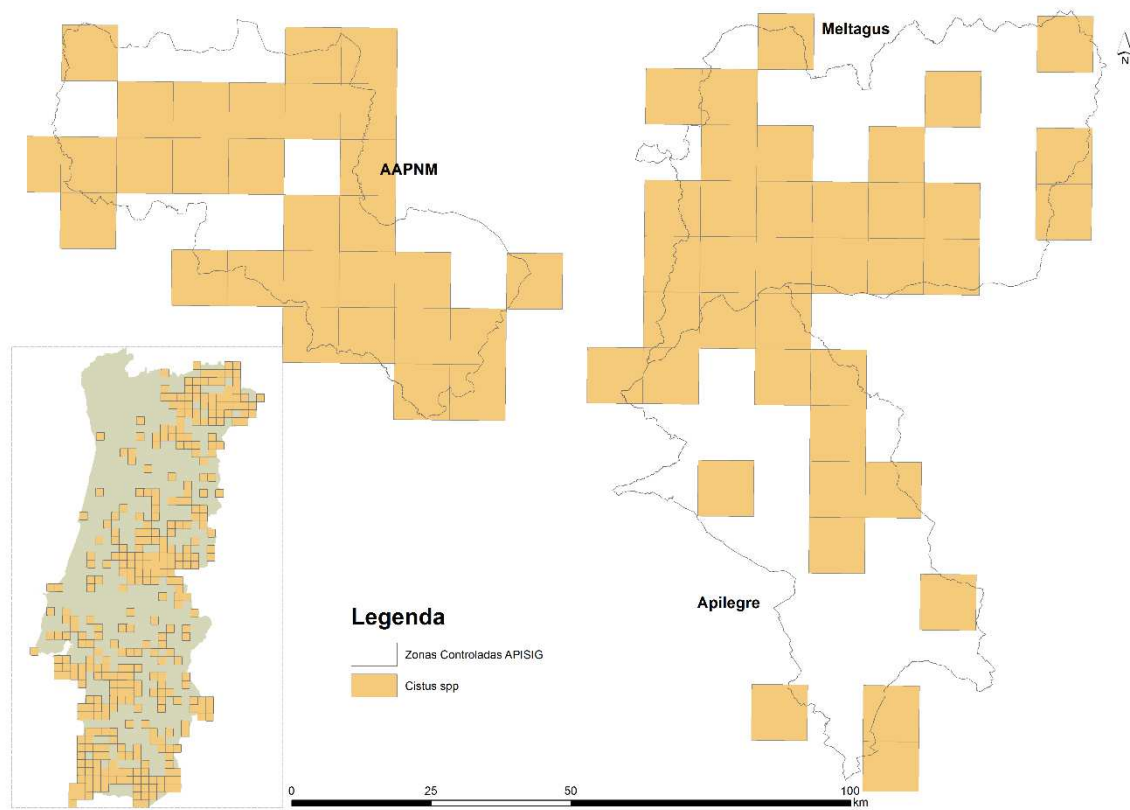 Meltagus
N
AAPNM
Apilegre
Legenda
Zonas Controladas APISIG
Cistus spp
0 25 50 100
km